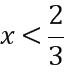 x < 2/3